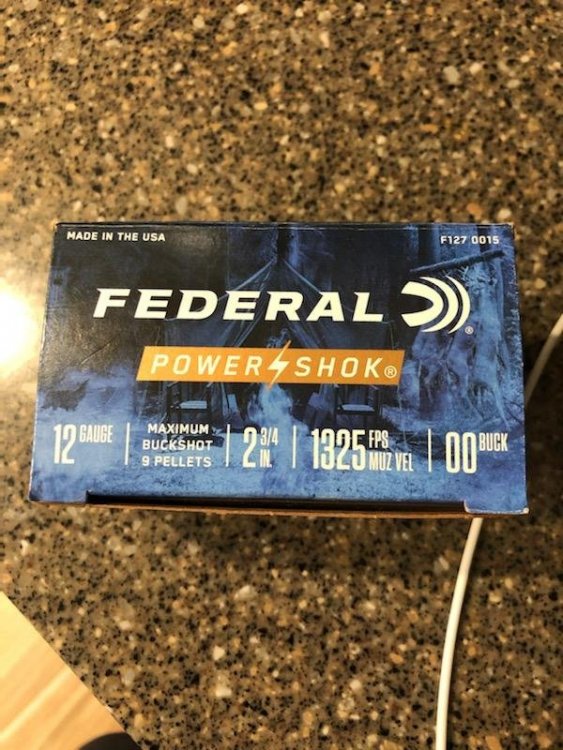 MADE IN THE USA
F127 0015
FEDERAL
®
POWER SHOK®
12 GAUGE
MAXIMUM
BUCKSHOT
9 PELLETS
2 3/4
IN.
1325 FPS
MUZ VEL
00 BUCK